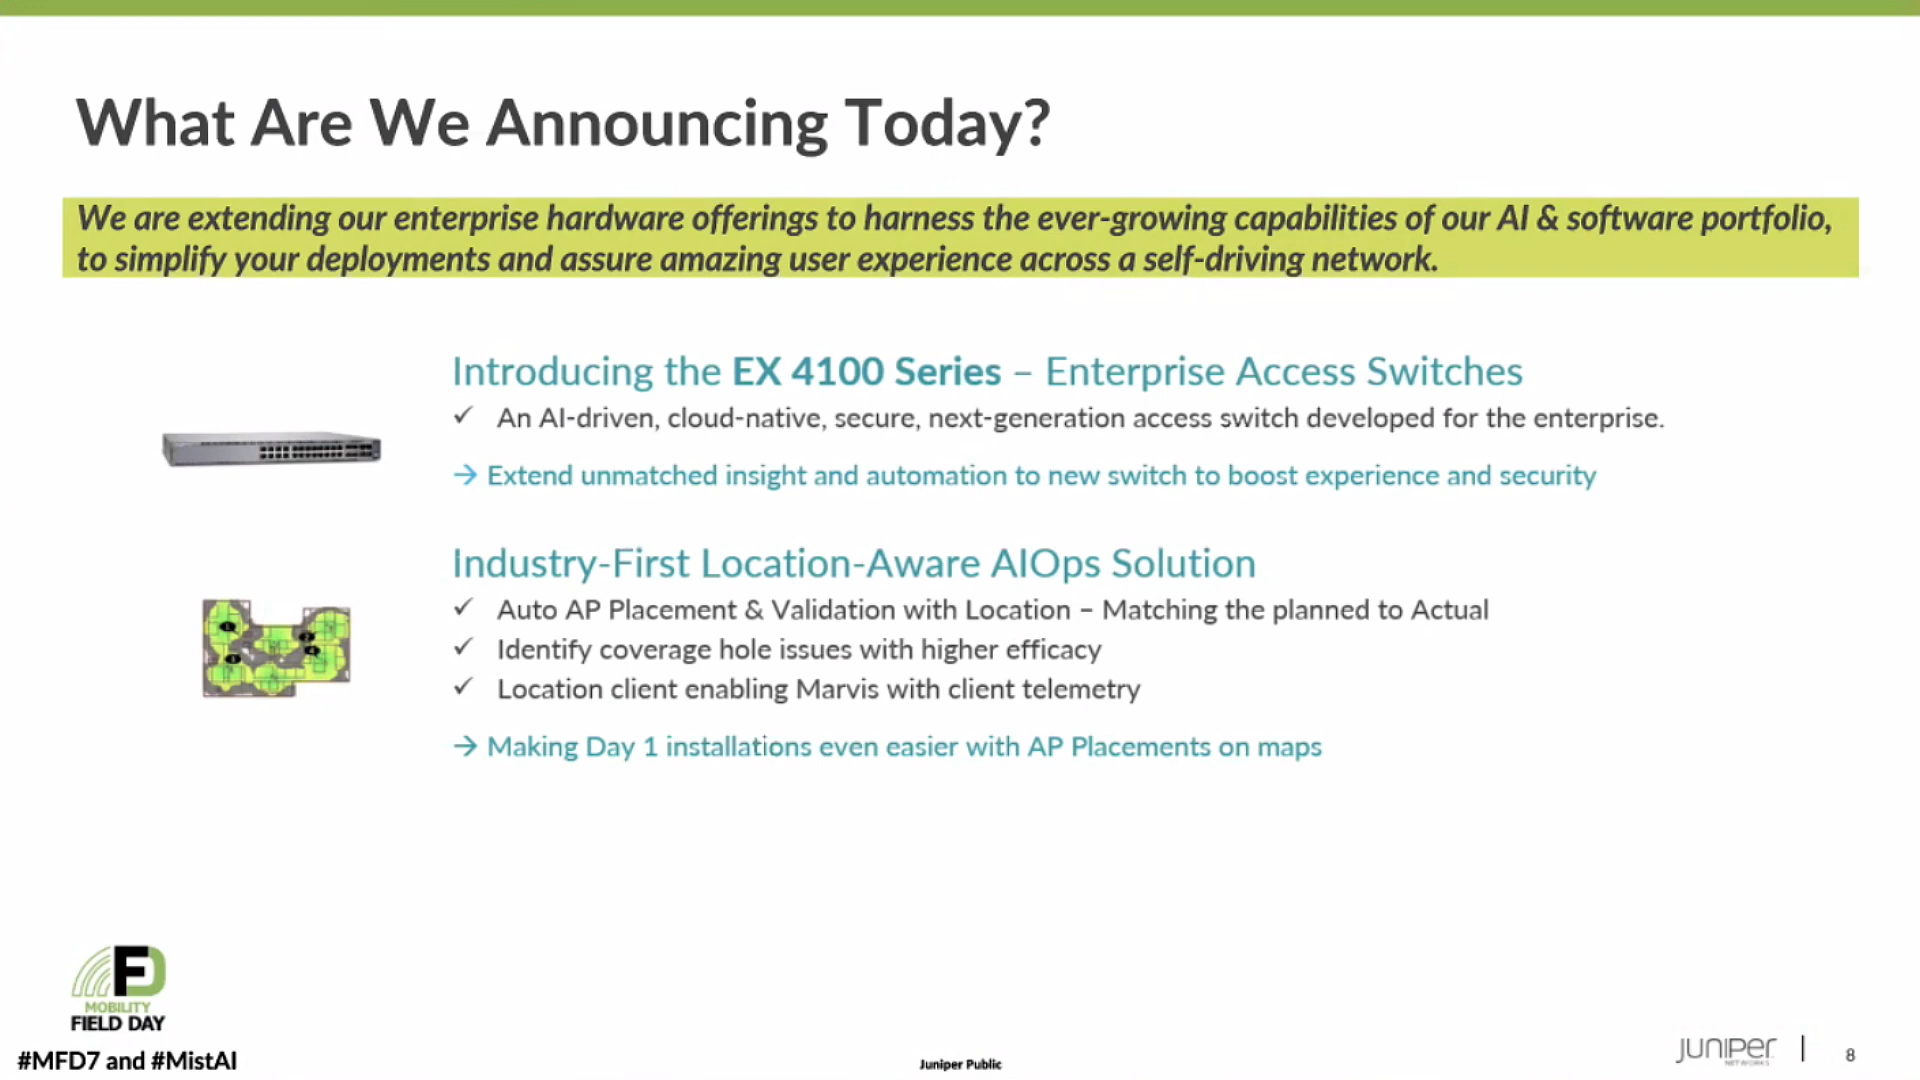 What Are We Announcing Today?
We are extending our enterprise hardware offerings to harness the ever-growing capabilities of our AI & software portfolio,
to simplify your deployments and assure amazing user experience across a self-driving network.
Introducing the EX 4100 Series – Enterprise Access Switches
✓ An AI-driven, cloud-native, secure, next-generation access switch developed for the enterprise.
→ Extend unmatched insight and automation to new switch to boost experience and security
Industry-First Location-Aware AIOps Solution
✓ Auto AP Placement & Validation with Location – Matching the planned to Actual
✓ Identify coverage hole issues with higher efficacy
✓ Location client enabling Marvis with client telemetry
→ Making Day 1 installations even easier with AP Placements on maps
FD
MOBILITY
FIELD DAY
#MFD7 and #MistAI
Juniper Public
JUNIPER
NETWORKS
8